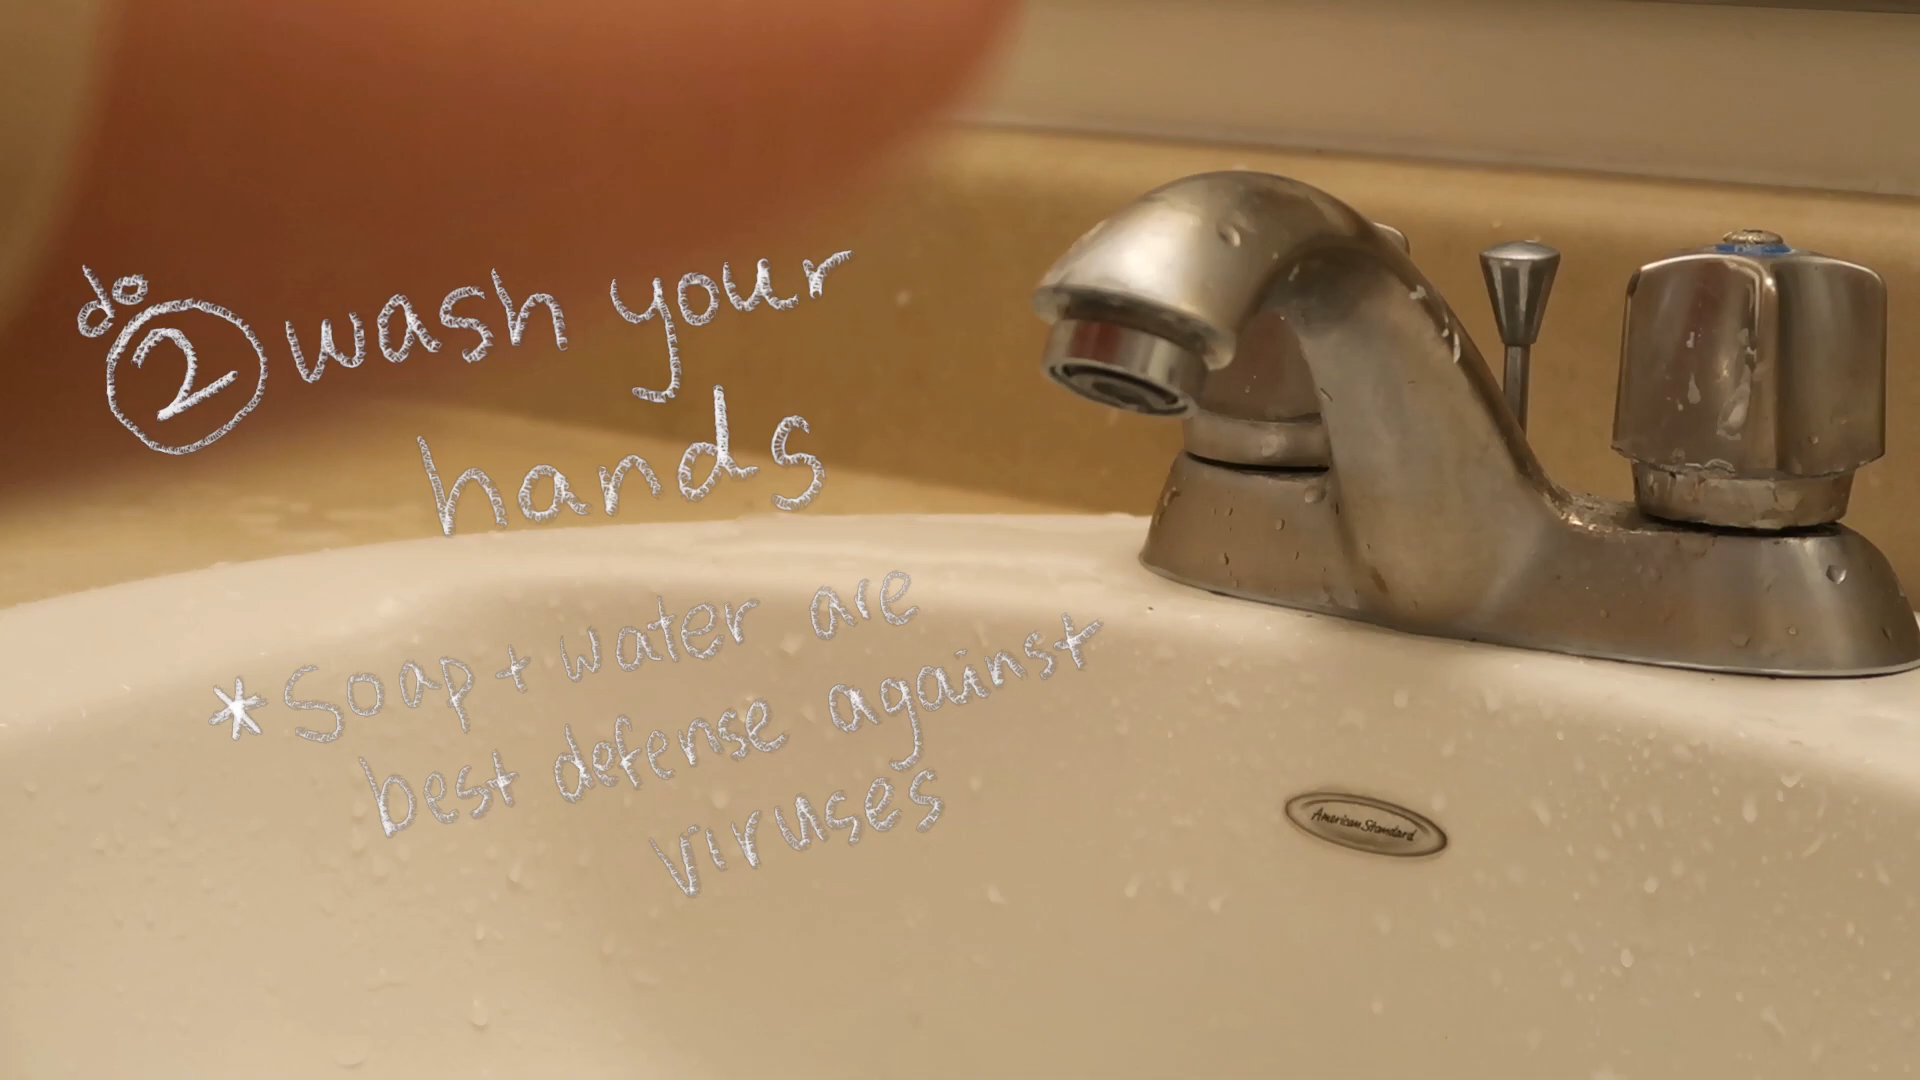 do
2 wash your
hands
*Soap + water are
best defense against
viruses
American Standard